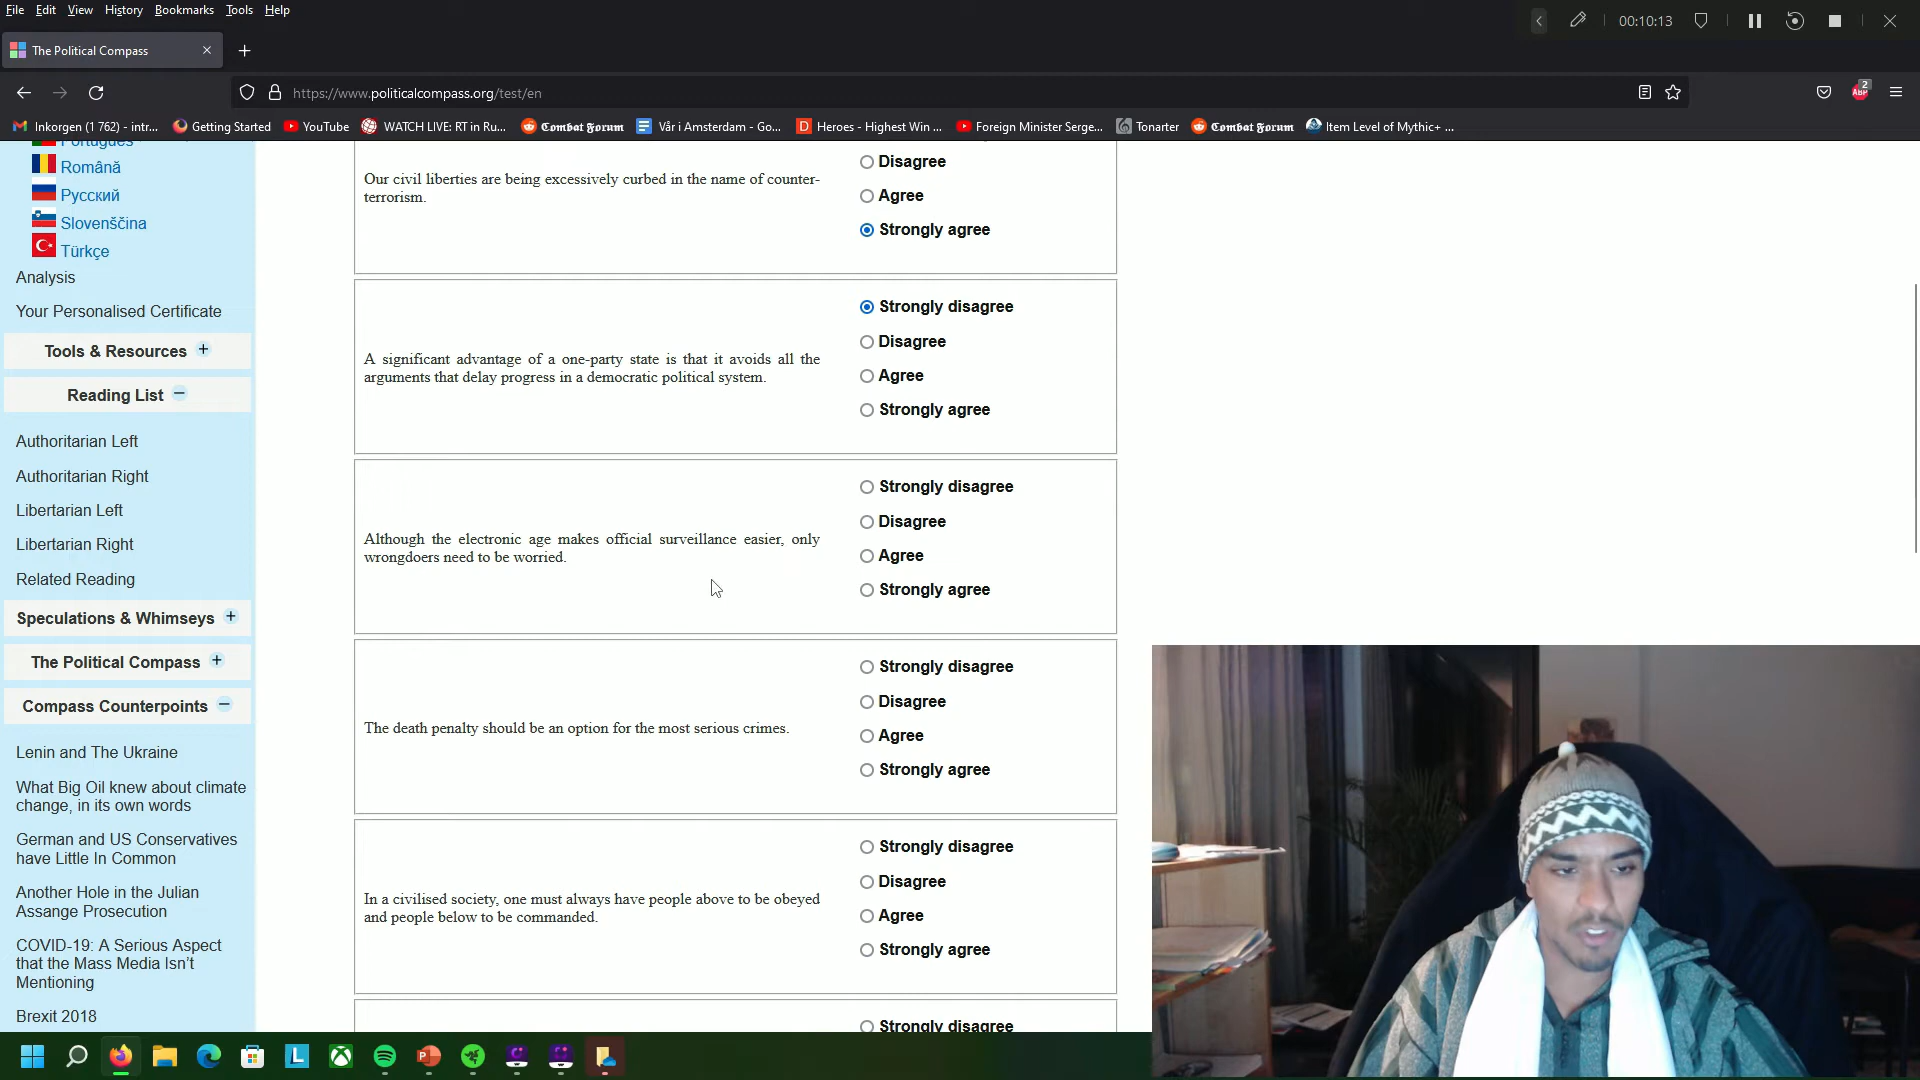 File Edit View History Bookmarks Tools Help
00:10:13
The Political Compass
https://www.politicalcompass.org/test/en
2
ABP
Inkorgen (1 762) - intr...
Getting Started
YouTube
WATCH LIVE: RT in Ru...
Combat Forum
Vår i Amsterdam - Go...
Heroes - Highest Win ...
Foreign Minister Serge...
Tonarter
Combat Forum
Item Level of Mythic+ ...
Português
Română
Русский
Slovenščina
Türkçe
Analysis
Your Personalised Certificate
Tools & Resources +
Reading List −
Authoritarian Left
Authoritarian Right
Libertarian Left
Libertarian Right
Related Reading
Speculations & Whimseys +
The Political Compass +
Compass Counterpoints −
Lenin and The Ukraine
What Big Oil knew about climate
change, in its own words
German and US Conservatives
have Little In Common
Another Hole in the Julian
Assange Prosecution
COVID-19: A Serious Aspect
that the Mass Media Isn't
Mentioning
Brexit 2018
Our civil liberties are being excessively curbed in the name of counter-
terrorism.
Disagree
Agree
Strongly agree
A significant advantage of a one-party state is that it avoids all the
arguments that delay progress in a democratic political system.
Strongly disagree
Disagree
Agree
Strongly agree
Although the electronic age makes official surveillance easier, only
wrongdoers need to be worried.
Strongly disagree
Disagree
Agree
Strongly agree
The death penalty should be an option for the most serious crimes.
Strongly disagree
Disagree
Agree
Strongly agree
In a civilised society, one must always have people above to be obeyed
and people below to be commanded.
Strongly disagree
Disagree
Agree
Strongly agree
Strongly disagree